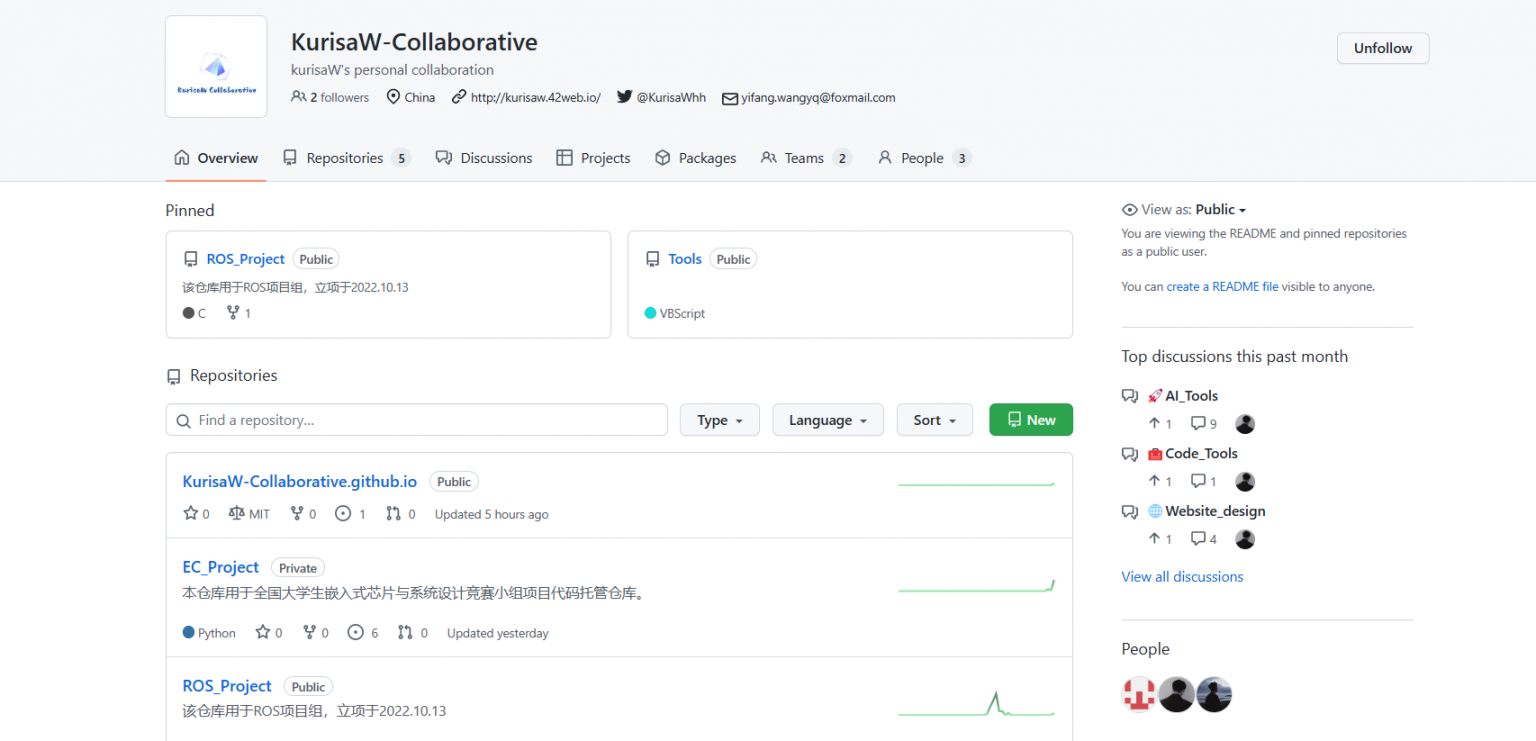 KurisaW Collaborative
KurisaW-Collaborative
kurisaW's personal collaboration
2 followers China http://kurisaw.42web.io/ @KurisaWhh yifang.wangyq@foxmail.com
Unfollow
Overview Repositories 5 Discussions Projects Packages Teams 2 People 3
Pinned
ROS_Project Public
该仓库用于ROS项目组，立项于2022.10.13
C 1
Tools Public
VBScript
Repositories
Find a repository...
Type Language Sort New
KurisaW-Collaborative.github.io Public
0 MIT 0 1 0 Updated 5 hours ago
EC_Project Private
本仓库用于全国大学生嵌入式芯片与系统设计竞赛小组项目代码托管仓库。
Python 0 0 6 0 Updated yesterday
ROS_Project Public
该仓库用于ROS项目组，立项于2022.10.13
View as: Public
You are viewing the README and pinned repositories
as a public user.
You can create a README file visible to anyone.
Top discussions this past month
🚀AI_Tools
1 9
🧰Code_Tools
1 1
🌐Website_design
1 4
View all discussions
People